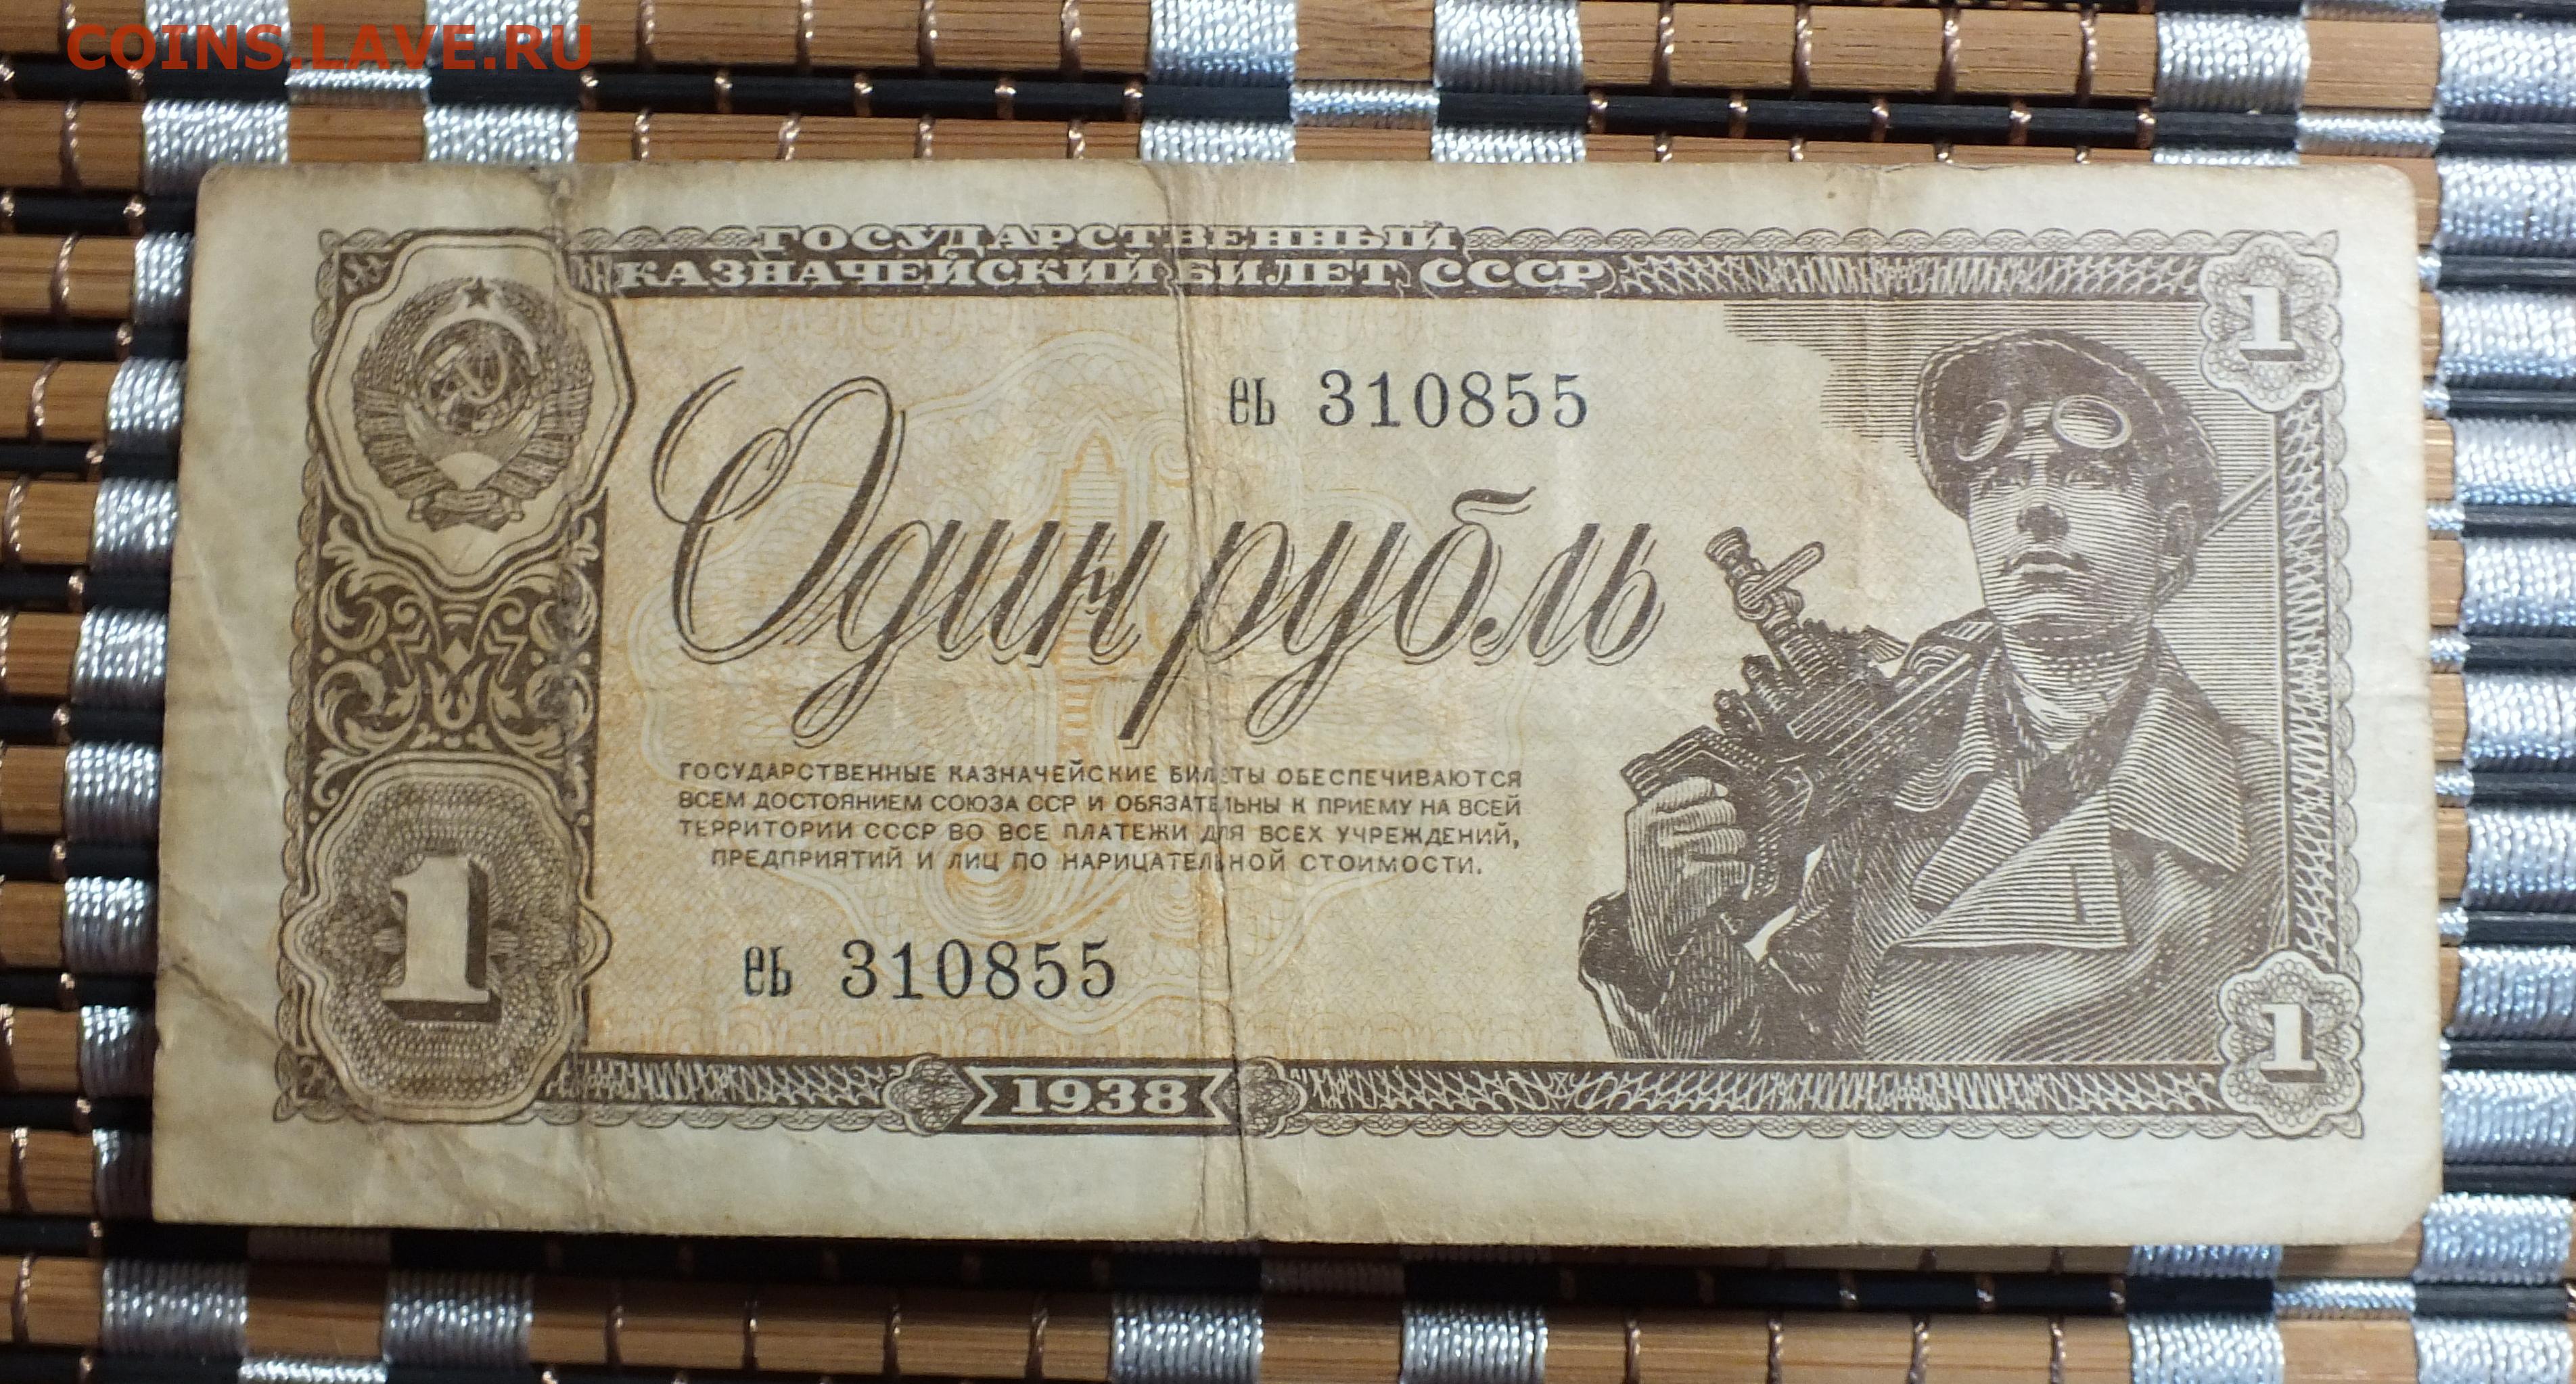 COINS.LAVE.RU
ГОСУДАРСТВЕННЫЙ
КАЗНАЧЕЙСКИЙ БИЛЕТ СССР
1
еЬ 310855
Один рубль
ГОСУДАРСТВЕННЫЕ КАЗНАЧЕЙСКИЕ БИЛЕТЫ ОБЕСПЕЧИВАЮТСЯ
ВСЕМ ДОСТОЯНИЕМ СОЮЗА ССР И ОБЯЗАТЕЛЬНЫ К ПРИЕМУ НА ВСЕЙ
ТЕРРИТОРИИ СССР ВО ВСЕ ПЛАТЕЖИ ДЛЯ ВСЕХ УЧРЕЖДЕНИЙ,
ПРЕДПРИЯТИЙ И ЛИЦ ПО НАРИЦАТЕЛЬНОЙ СТОИМОСТИ.
1
еЬ 310855
1
1938